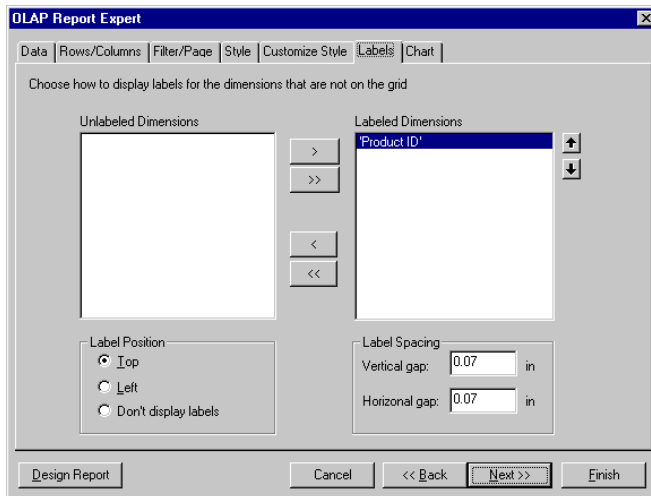 OLAP Report Expert
Data Rows/Columns Filter/Page Style Customize Style Labels Chart
Choose how to display labels for the dimensions that are not on the grid
Unlabeled Dimensions Labeled Dimensions
'Product ID'
>
>>
<
<<
Label Position Label Spacing
Top Vertical gap: 0.07 in
Left
Don't display labels Horizonal gap: 0.07 in
Design Report Cancel << Back Next >> Finish